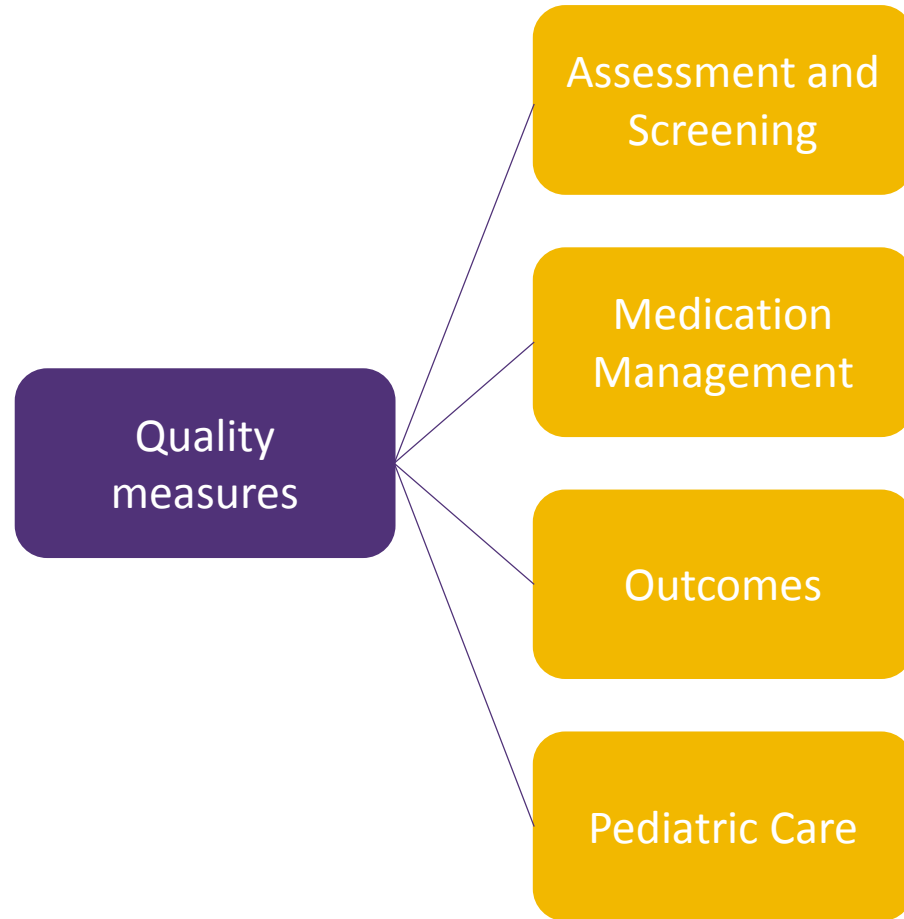 Assessment and
Screening
Medication
Management
Quality
measures
Outcomes
Pediatric Care